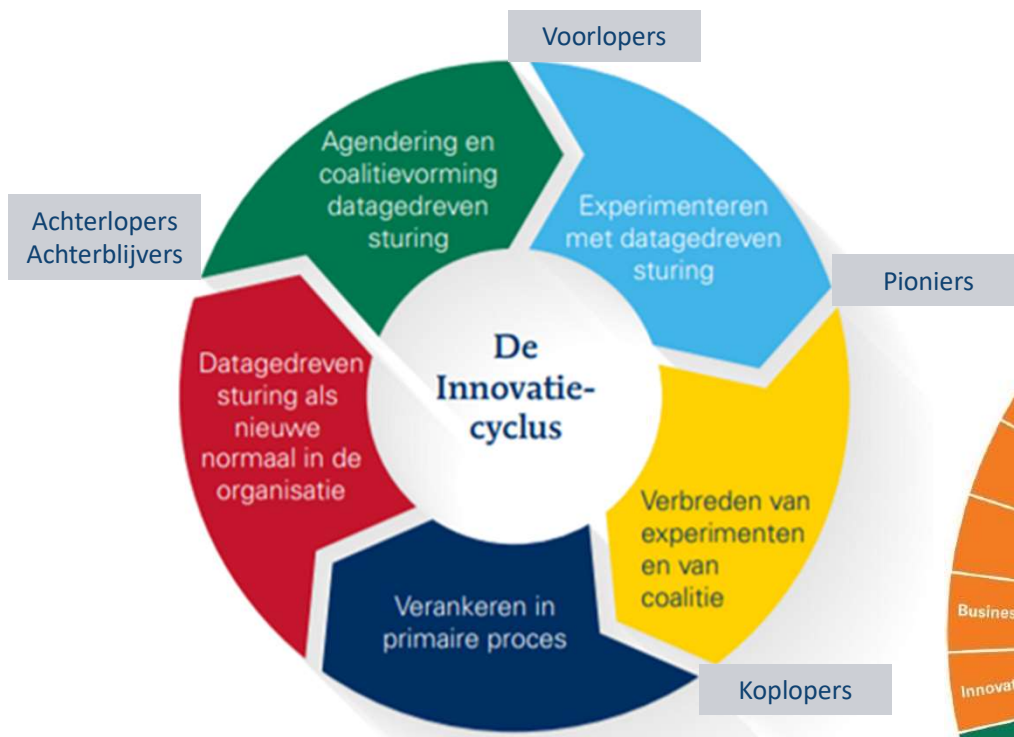 Voorlopers
Agendering en
coalitievorming
datagedreven
sturing
Experimenteren
met datagedreven
sturing
Achterlopers
Achterblijvers
Pioniers
De
Innovatie-
cyclus
Datagedreven
sturing als
nieuwe
normaal in de
organisatie
Verbreden van
experimenten
en van
coalitie
Verankeren in
primaire proces
Koplopers